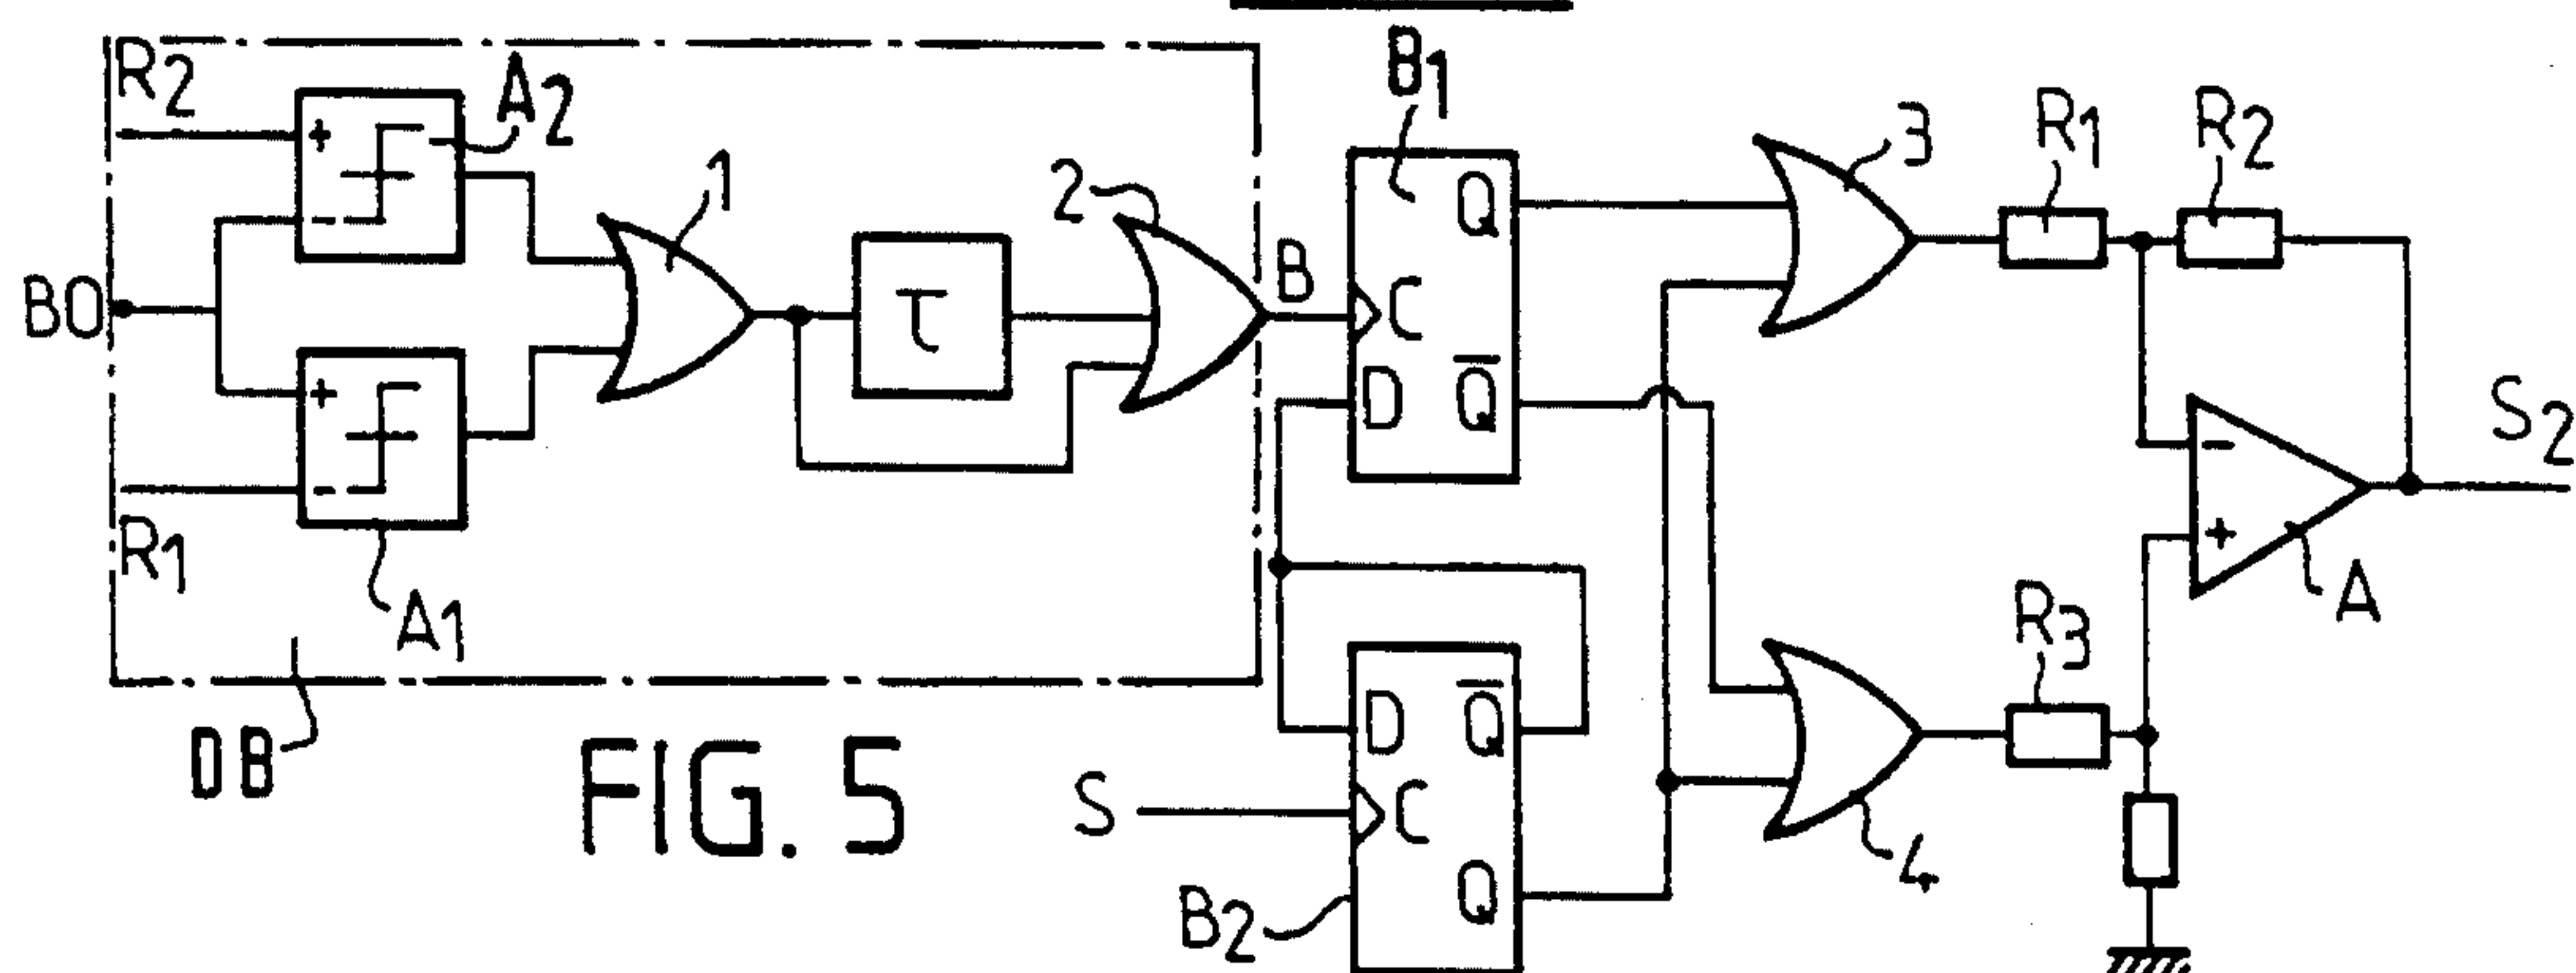 R2
A2
B1
+
-
1
2
B
3
R1
R2
BO
τ
Q
C
D
Q̅
+
-
R1
A1
DB
FIG. 5
S
B2
D
Q̅
C
Q
4
R3
-
+
A
S2